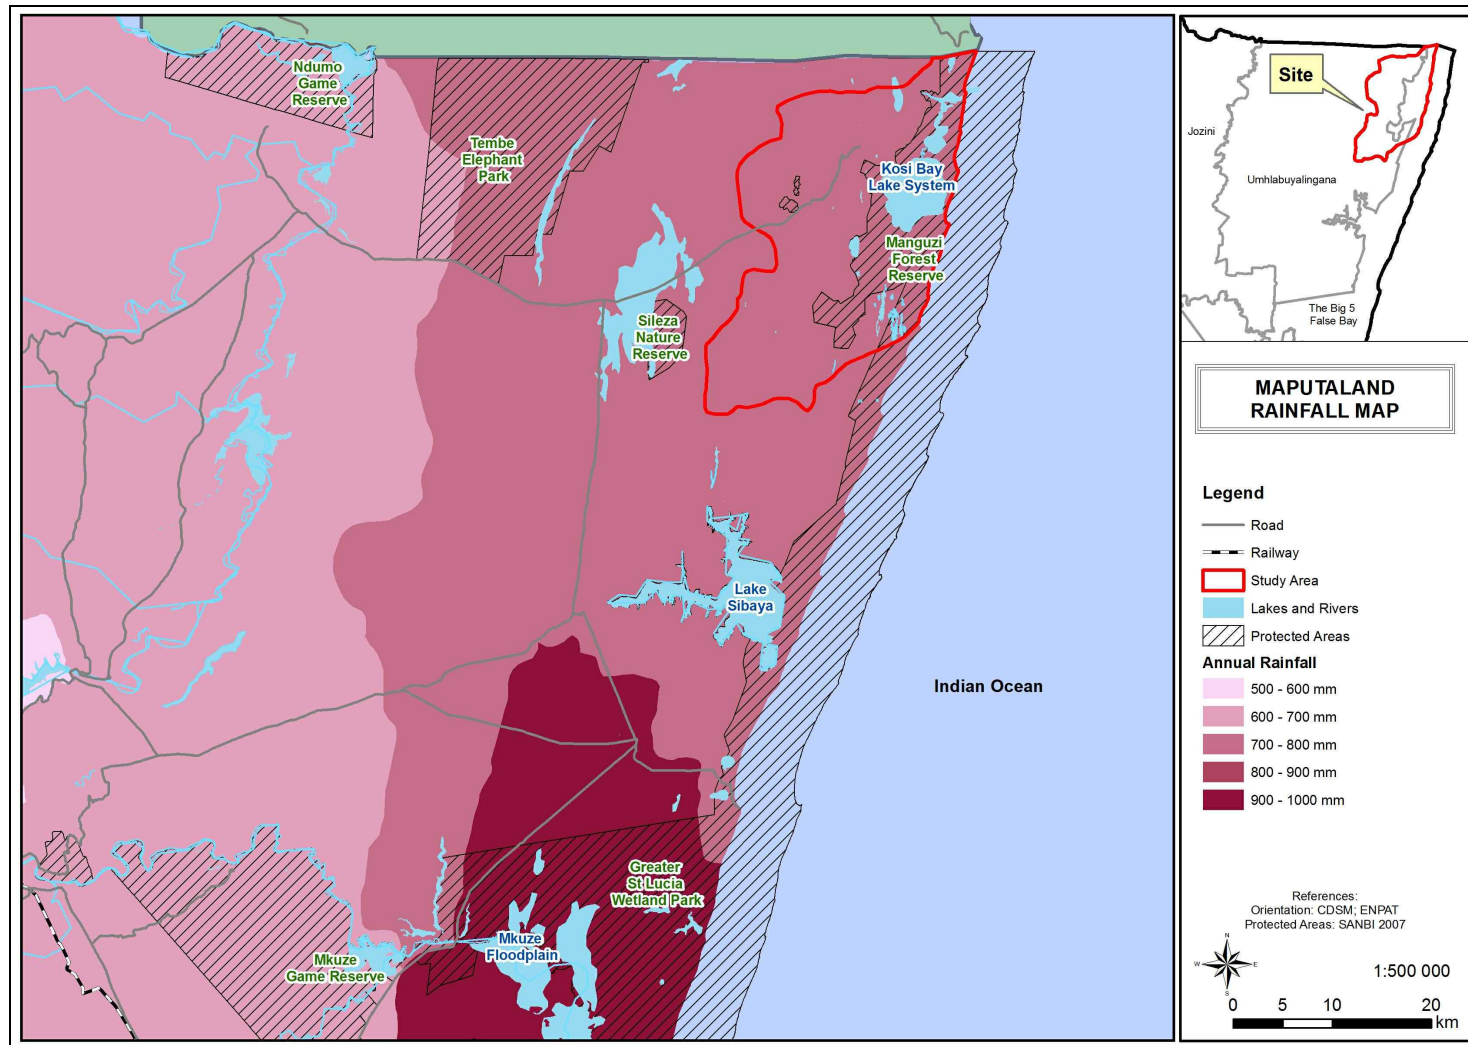 Ndumo
Game
Reserve
Tembe
Elephant
Park
Kosi Bay
Lake System
Manguzi
Forest
Reserve
Sileza
Nature
Reserve
Lake
Sibaya
Indian Ocean
Greater
St Lucia
Wetland Park
Mkuze
Floodplain
Mkuze
Game Reserve
Site
Jozini
Umhlabuyalingana
The Big 5
False Bay
MAPUTALAND
RAINFALL MAP
Legend
Road
Railway
Study Area
Lakes and Rivers
Protected Areas
Annual Rainfall
500 - 600 mm
600 - 700 mm
700 - 800 mm
800 - 900 mm
900 - 1000 mm
References:
Orientation: CDSM; ENPAT
Protected Areas: SANBI 2007
N
W E
S
1:500 000
0 5 10 20
km